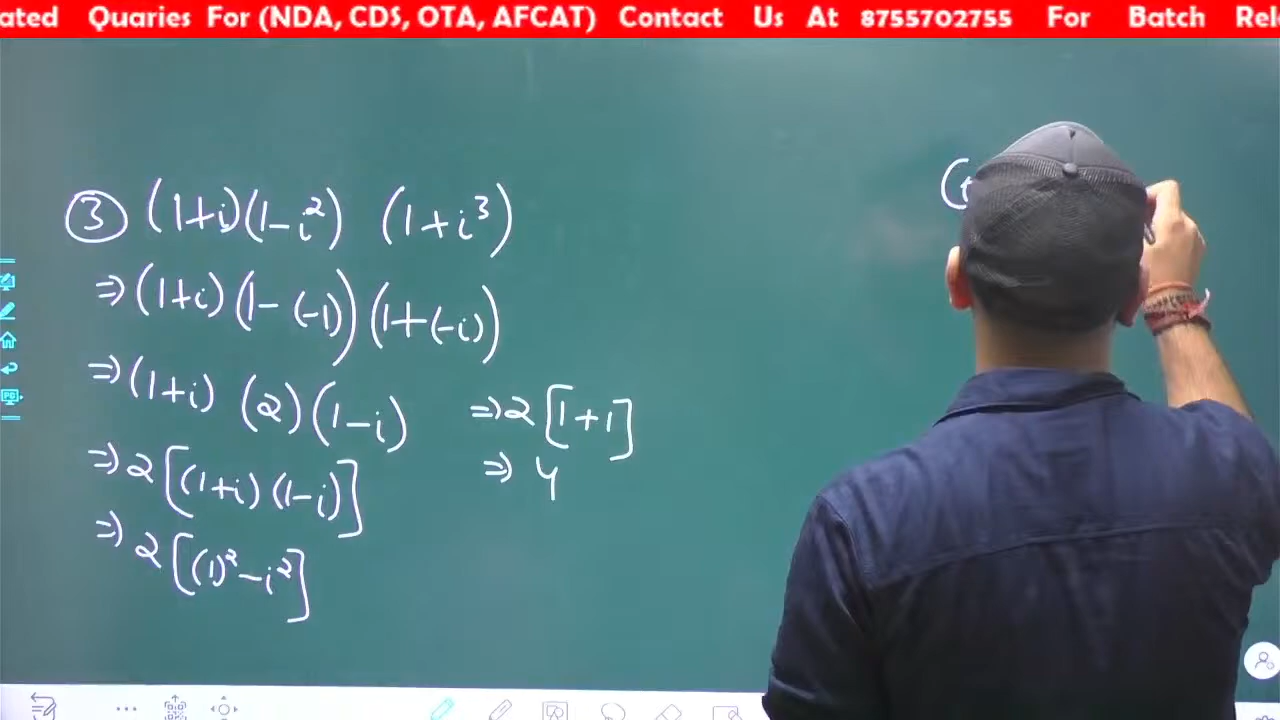 ated Quaries For (NDA, CDS, OTA, AFCAT) Contact Us At 8755702755 For Batch Rel
③ (1+i)(1-i²) (1+i³)
⇒ (1+i)(1-(-1))(1+(-i))
⇒ (1+i) (2)(1-i)
⇒ 2[(1+i)(1-i)]
⇒ 2[(1)²-i²]
⇒ 2[1+1]
⇒ 4